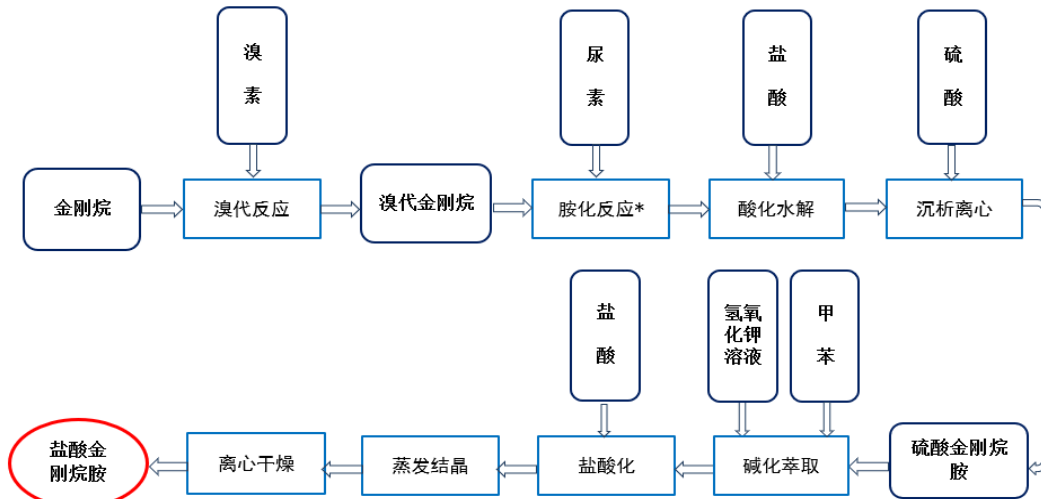 溴
素
尿
素
盐
酸
硫
酸
金刚烷
溴代反应
溴代金刚烷
胺化反应*
酸化水解
沉析离心
盐
酸
氢氧
化钾
溶液
甲
苯
盐酸金
刚烷胺
离心干燥
蒸发结晶
盐酸化
碱化萃取
硫酸金刚烷
胺